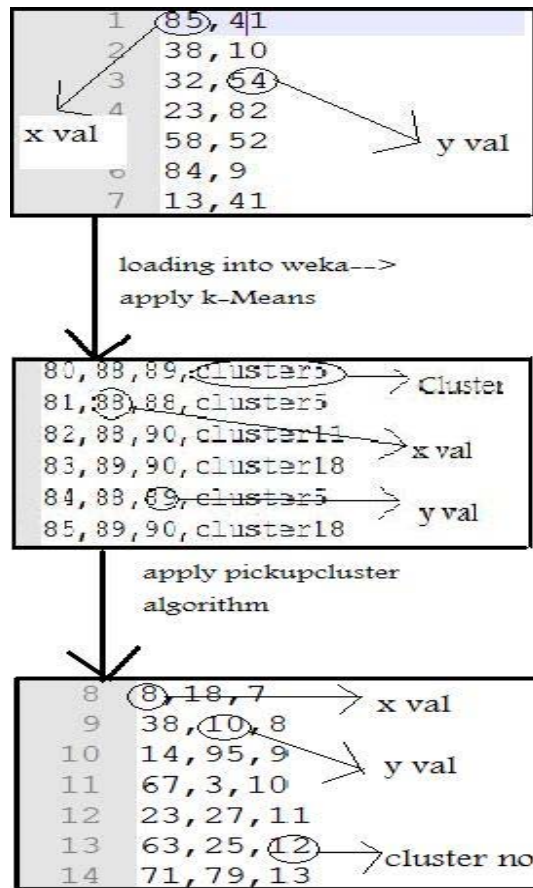 1 85,41
2 38,10
3 32,54
4 23,82
58,52
6 84,9
7 13,41
x val
y val
loading into weka-->
apply k-Means
80,88,89,cluster5
81,88,88,cluster5
82,88,90,cluster11
83,89,90,cluster18
84,88,89,cluster5
85,89,90,cluster18
Cluster
x val
y val
apply pickupcluster
algorithm
8 8,18,7
9 38,10,8
10 14,95,9
11 67,3,10
12 23,27,11
13 63,25,12
14 71,79,13
x val
y val
cluster no